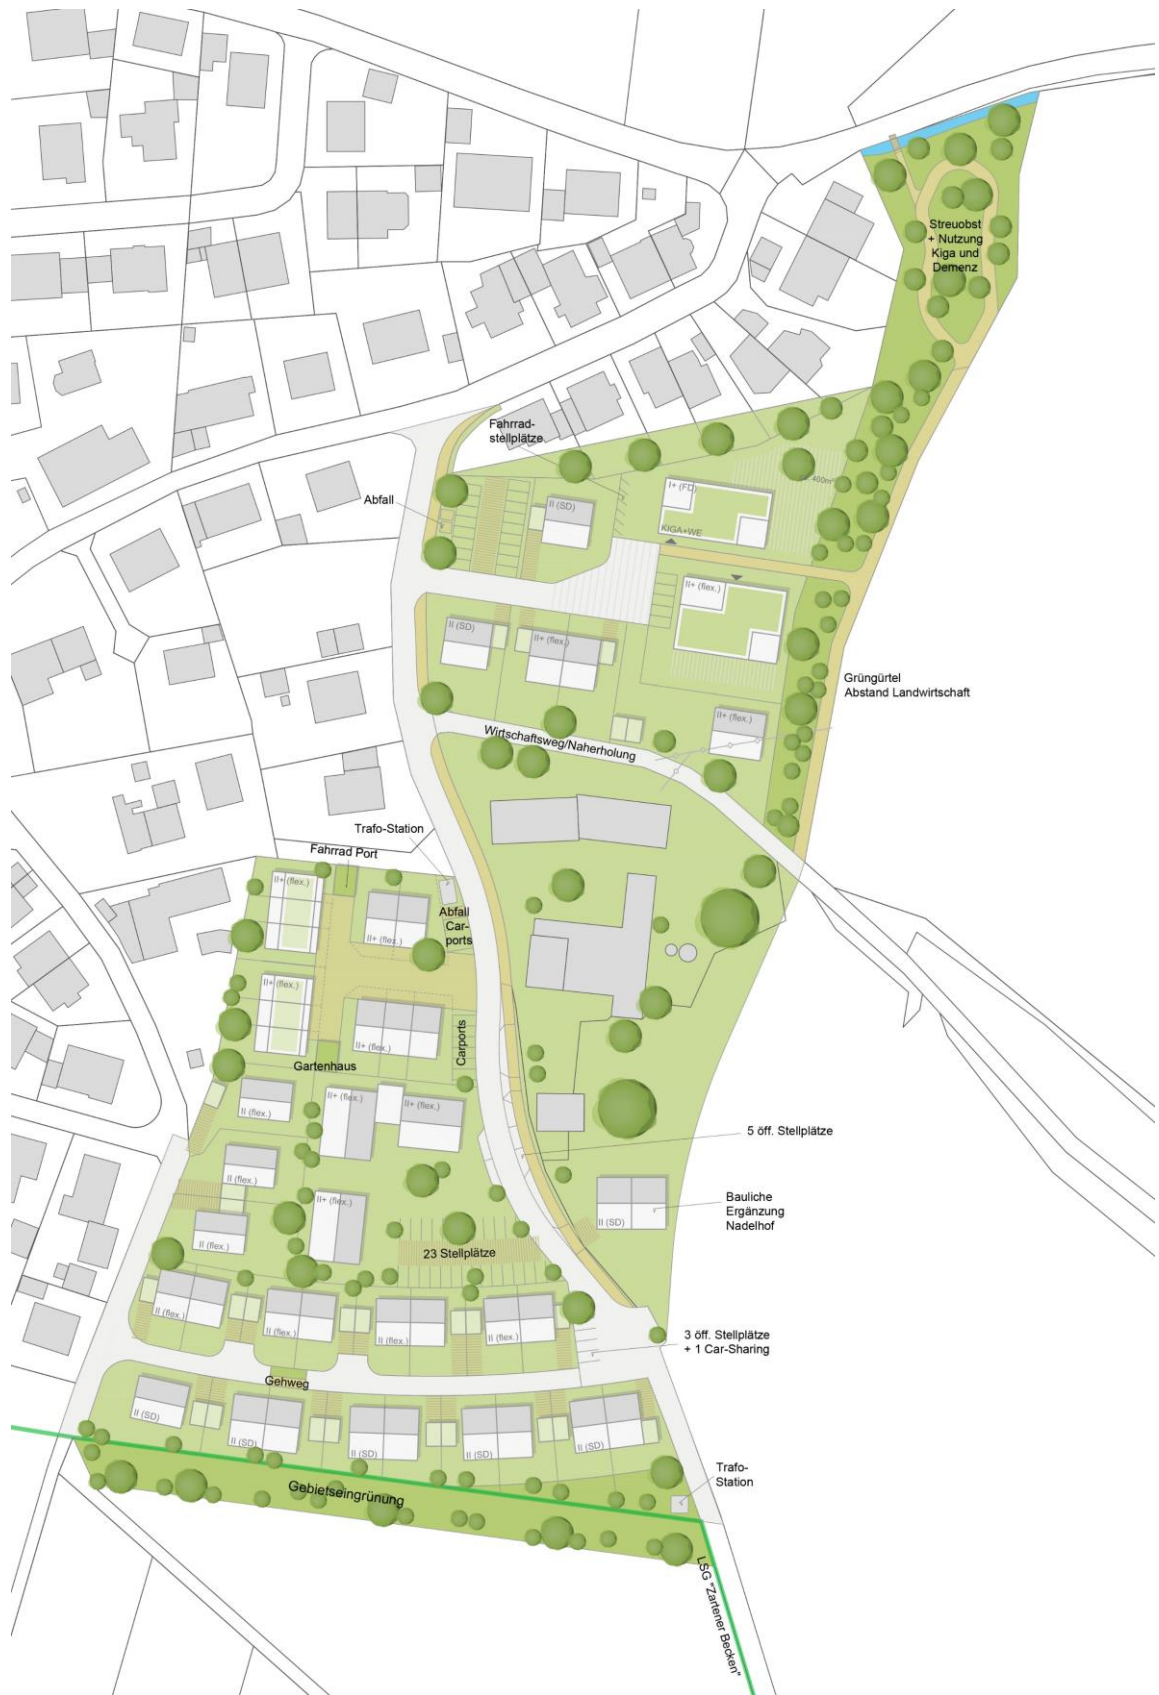 Streuobst
+ Nutzung
Kiga und
Demenz
Fahrrad-
stellplätze
Abfall
II (SD)
I+ (FD)
400m²
KIGA+WE
II+ (flex.)
II (SD)
II+ (flex.)
Grüngürtel
Abstand Landwirtschaft
II+ (flex.)
Wirtschaftsweg/Naherholung
Trafo-Station
Fahrrad Port
II+ (flex.)
Abfall
Car-
ports
II+ (flex.)
II+ (flex.)
II+ (flex.)
Carports
Gartenhaus
II (flex.)
II+ (flex.)
II+ (flex.)
5 öff. Stellplätze
II (flex.)
II+ (flex.)
Bauliche
Ergänzung
Nadelhof
II (SD)
II (flex.)
23 Stellplätze
II (flex.)
II (flex.)
II (flex.)
II (flex.)
3 öff. Stellplätze
+ 1 Car-Sharing
Gehweg
II (SD)
II (SD)
II (SD)
II (SD)
II (SD)
Trafo-
Station
Gebietseingrünung
LSG "Zartener Becken"